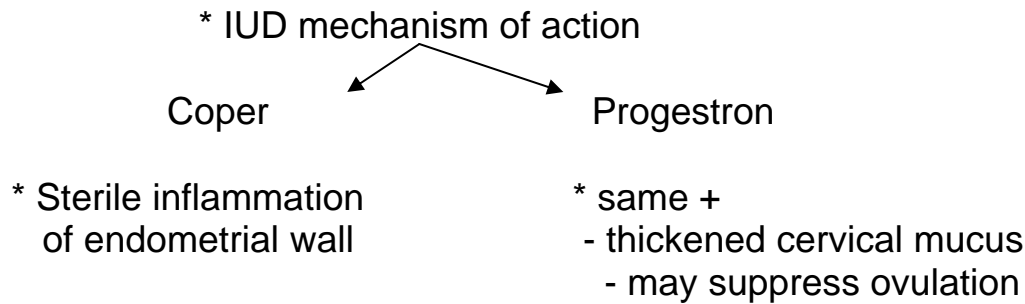 * IUD mechanism of action
Coper
Progestron
* Sterile inflammation
of endometrial wall
* same +
- thickened cervical mucus
- may suppress ovulation